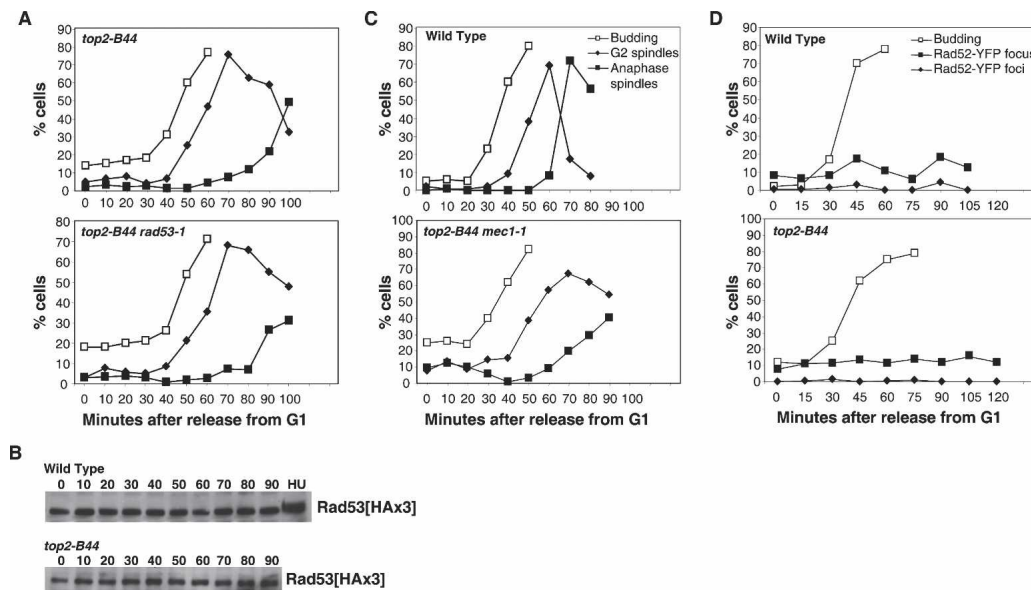 A
top2-B44
90
80
70
60
50
40
30
20
10
0
% cells
0 10 20 30 40 50 60 70 80 90 100
top2-B44 rad53-1
70
60
50
40
30
20
10
0
% cells
0 10 20 30 40 50 60 70 80 90 100
Minutes after release from G1
C
Wild Type
90
80
70
60
50
40
30
20
10
0
% cells
Budding
G2 spindles
Anaphase
spindles
0 10 20 30 40 50 60 70 80 90 100
top2-B44 mec1-1
100
90
80
70
60
50
40
30
20
10
0
% cells
0 10 20 30 40 50 60 70 80 90 100
Minutes after release from G1
D
Wild Type
90
80
70
60
50
40
30
20
10
0
% cells
Budding
Rad52-YFP focus
Rad52-YFP foci
0 15 30 45 60 75 90 105 120
top2-B44
100
90
80
70
60
50
40
30
20
10
0
% cells
0 15 30 45 60 75 90 105 120
Minutes after release from G1
B
Wild Type
0 10 20 30 40 50 60 70 80 90 HU
Rad53[HAx3]
top2-B44
0 10 20 30 40 50 60 70 80 90
Rad53[HAx3]